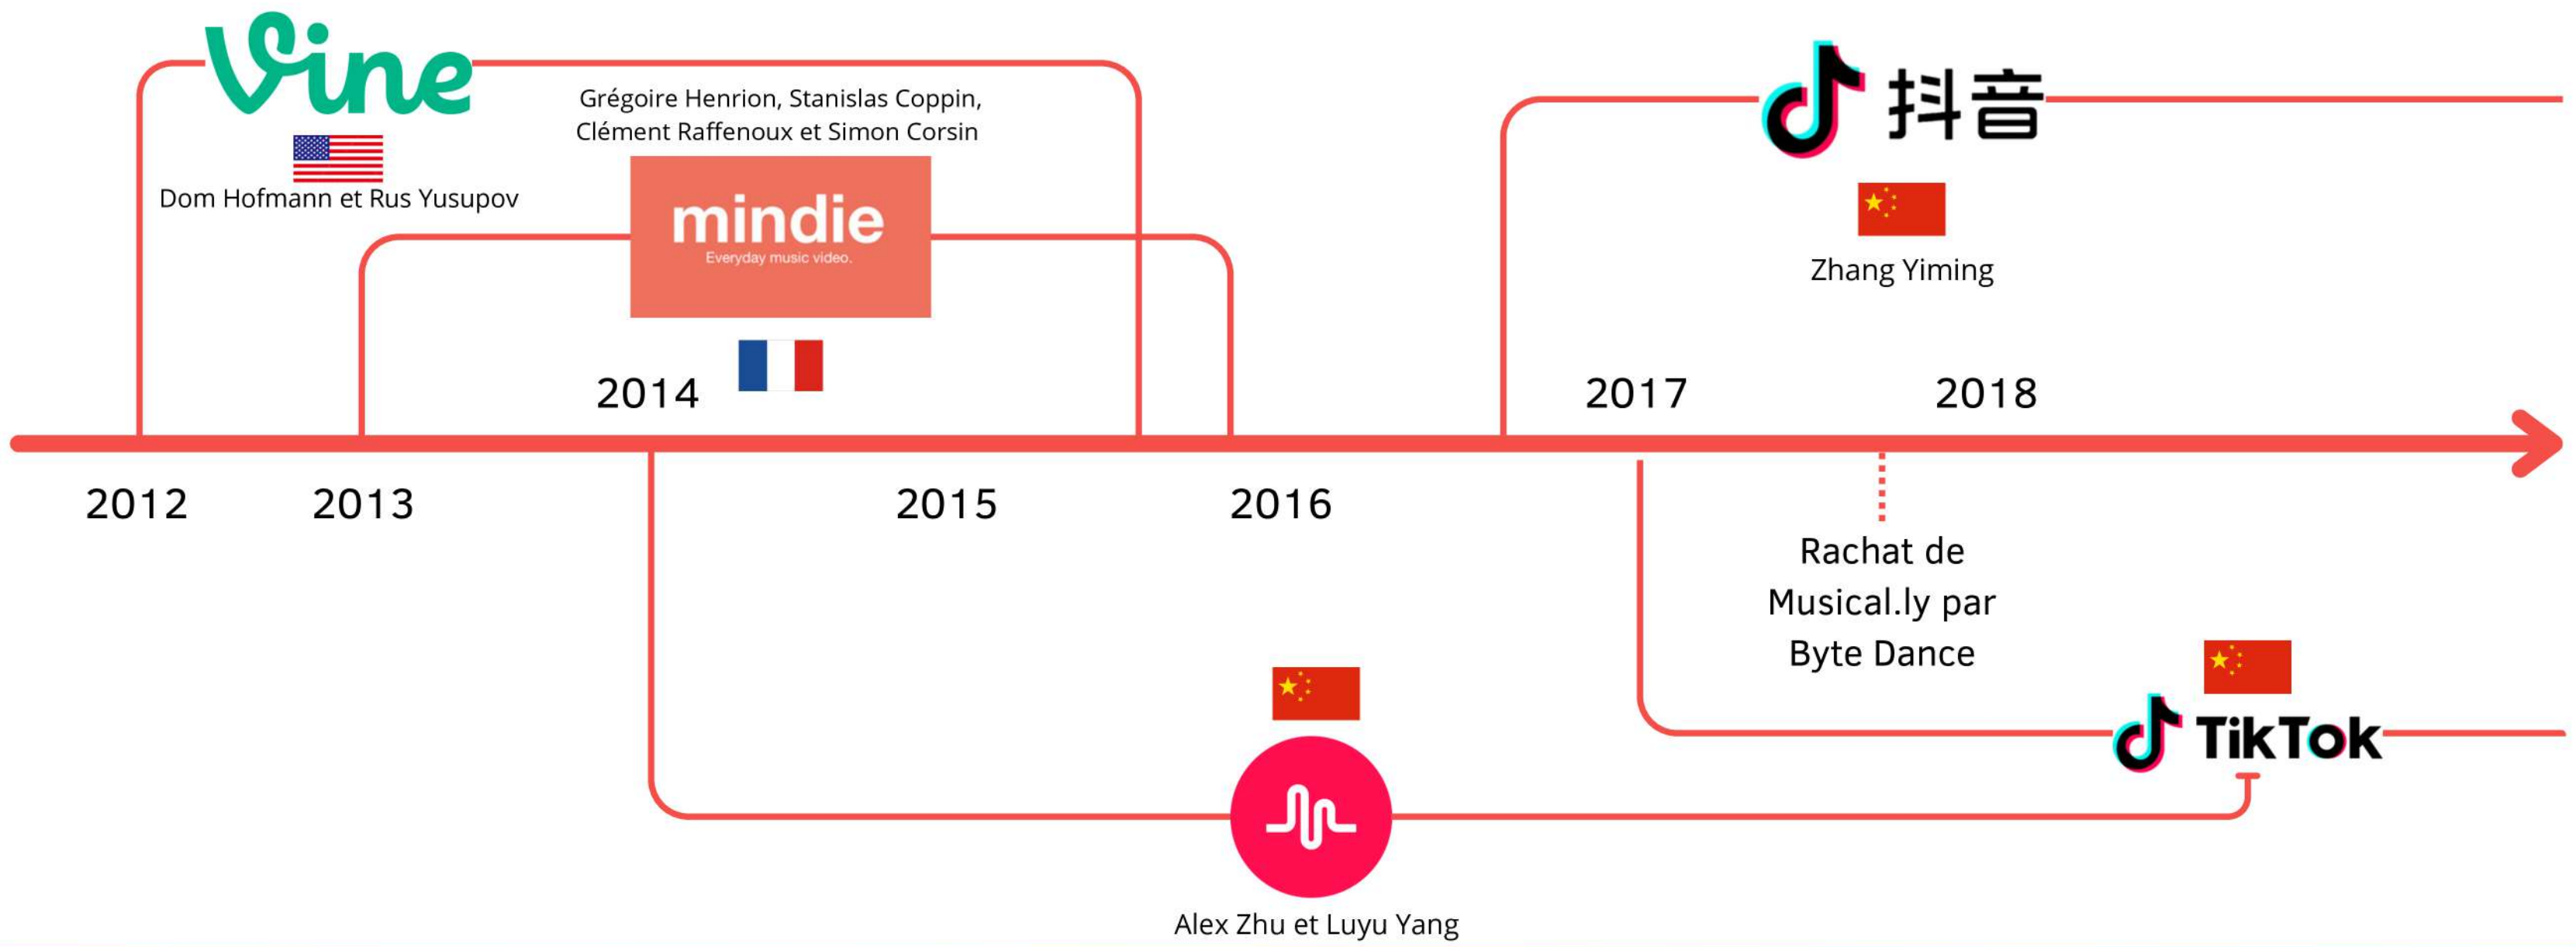 Vine
Dom Hofmann et Rus Yusupov
Grégoire Henrion, Stanislas Coppin,
Clément Raffenoux et Simon Corsin
mindie
Everyday music video.
抖音
Zhang Yiming
2014
2017
2018
2012
2013
2015
2016
Rachat de
Musical.ly par
Byte Dance
TikTok
Alex Zhu et Luyu Yang